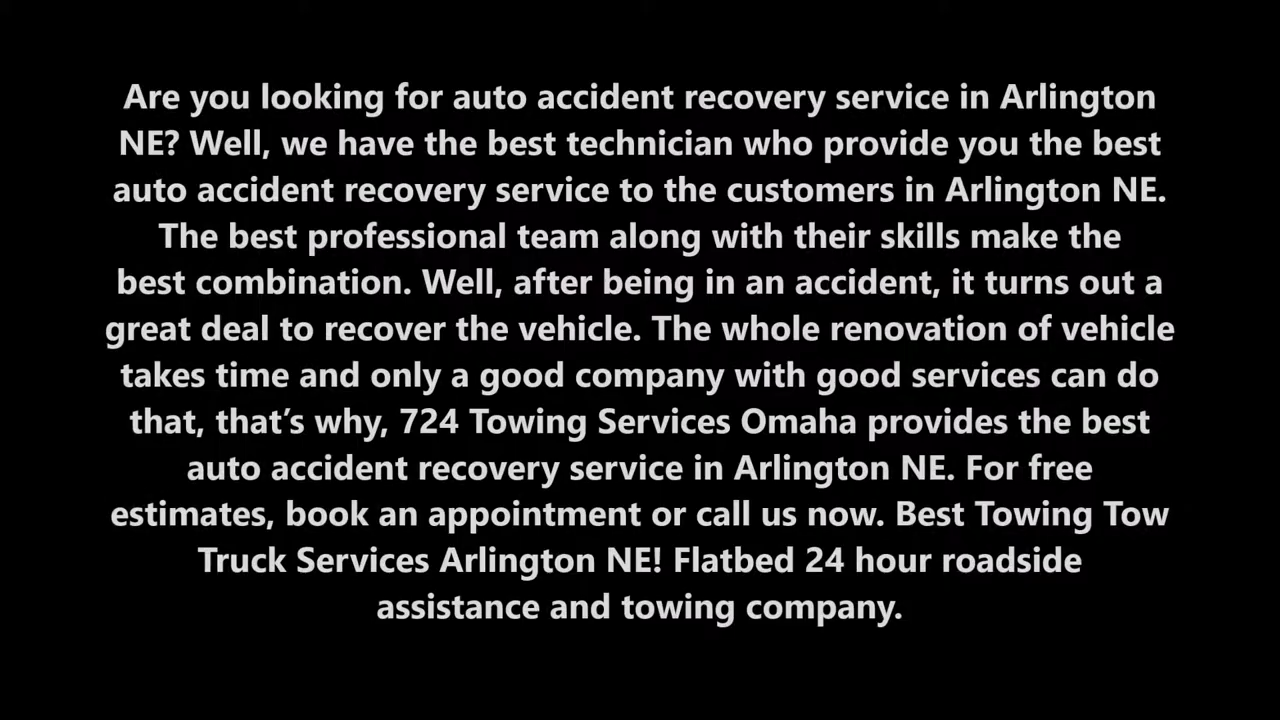 Are you looking for auto accident recovery service in Arlington
NE? Well, we have the best technician who provide you the best
auto accident recovery service to the customers in Arlington NE.
The best professional team along with their skills make the
best combination. Well, after being in an accident, it turns out a
great deal to recover the vehicle. The whole renovation of vehicle
takes time and only a good company with good services can do
that, that’s why, 724 Towing Services Omaha provides the best
auto accident recovery service in Arlington NE. For free
estimates, book an appointment or call us now. Best Towing Tow
Truck Services Arlington NE! Flatbed 24 hour roadside
assistance and towing company.